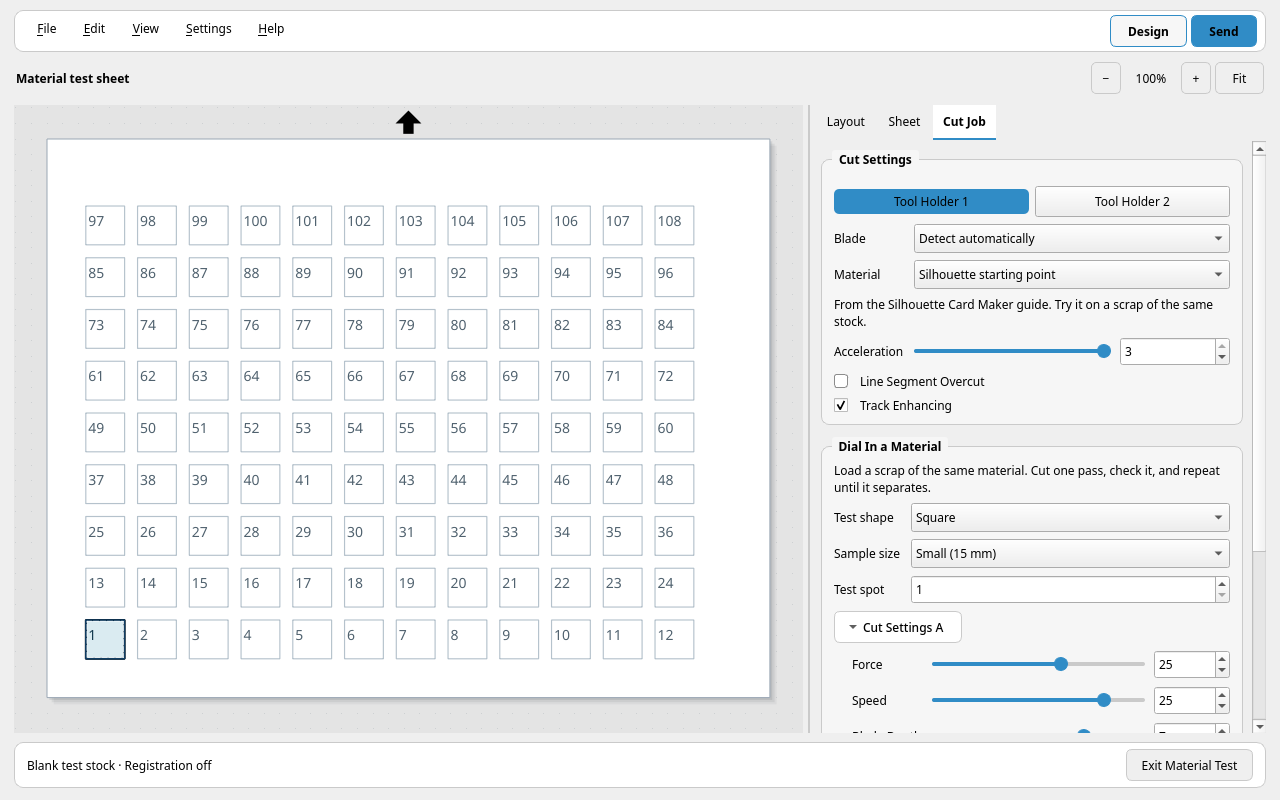 File Edit View Settings Help Design Send
Material test sheet − 100% + Fit
Layout Sheet Cut Job
97 98 99 100 101 102 103 104 105 106 107 108
85 86 87 88 89 90 91 92 93 94 95 96
73 74 75 76 77 78 79 80 81 82 83 84
61 62 63 64 65 66 67 68 69 70 71 72
49 50 51 52 53 54 55 56 57 58 59 60
37 38 39 40 41 42 43 44 45 46 47 48
25 26 27 28 29 30 31 32 33 34 35 36
13 14 15 16 17 18 19 20 21 22 23 24
1 2 3 4 5 6 7 8 9 10 11 12
Cut Settings
Tool Holder 1 Tool Holder 2
Blade Detect automatically
Material Silhouette starting point
From the Silhouette Card Maker guide. Try it on a scrap of the same
stock.
Acceleration 3
Line Segment Overcut
Track Enhancing
Dial In a Material
Load a scrap of the same material. Cut one pass, check it, and repeat
until it separates.
Test shape Square
Sample size Small (15 mm)
Test spot 1
Cut Settings A
Force 25
Speed 25
Blank test stock · Registration off Exit Material Test